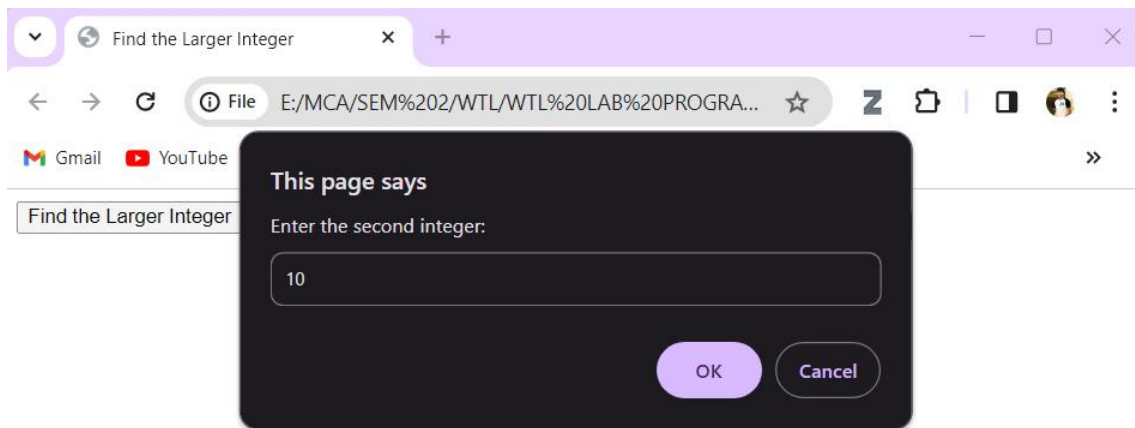 Find the Larger Integer
File E:/MCA/SEM%202/WTL/WTL%20LAB%20PROGRA...
Gmail YouTube
This page says
Find the Larger Integer
Enter the second integer:
10
OK Cancel